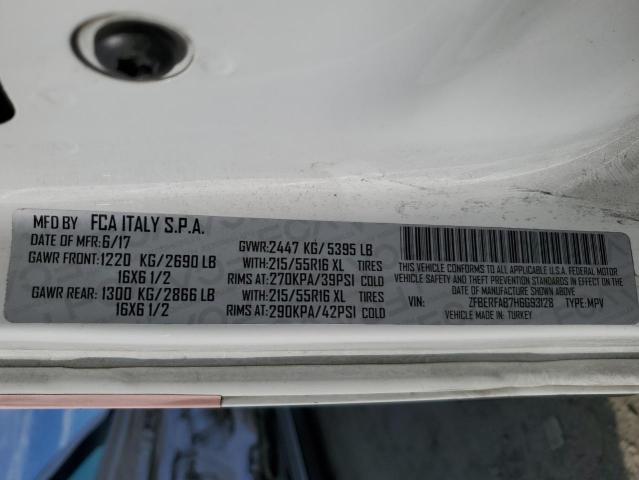 MFD BY FCA ITALY S.P.A.
DATE OF MFR:6/17 GVWR:2447 KG/5395 LB
GAWR FRONT:1220 KG/2690 LB WITH:215/55R16 XL TIRES
16X6 1/2 RIMS AT:270KPA/39PSI COLD
GAWR REAR:1300 KG/2866 LB WITH:215/55R16 XL TIRES
16X6 1/2 RIMS AT:290KPA/42PSI COLD
THIS VEHICLE CONFORMS TO ALL APPLICABLE U.S.A. FEDERAL MOTOR
VEHICLE SAFETY AND THEFT PREVENTION STANDARDS IN EFFECT ON THE
DATE OF MANUFACTURE SHOWN ABOVE.
VIN: ZFBERFAB7H6G93128 TYPE:MPV
VEHICLE MADE IN: TURKEY